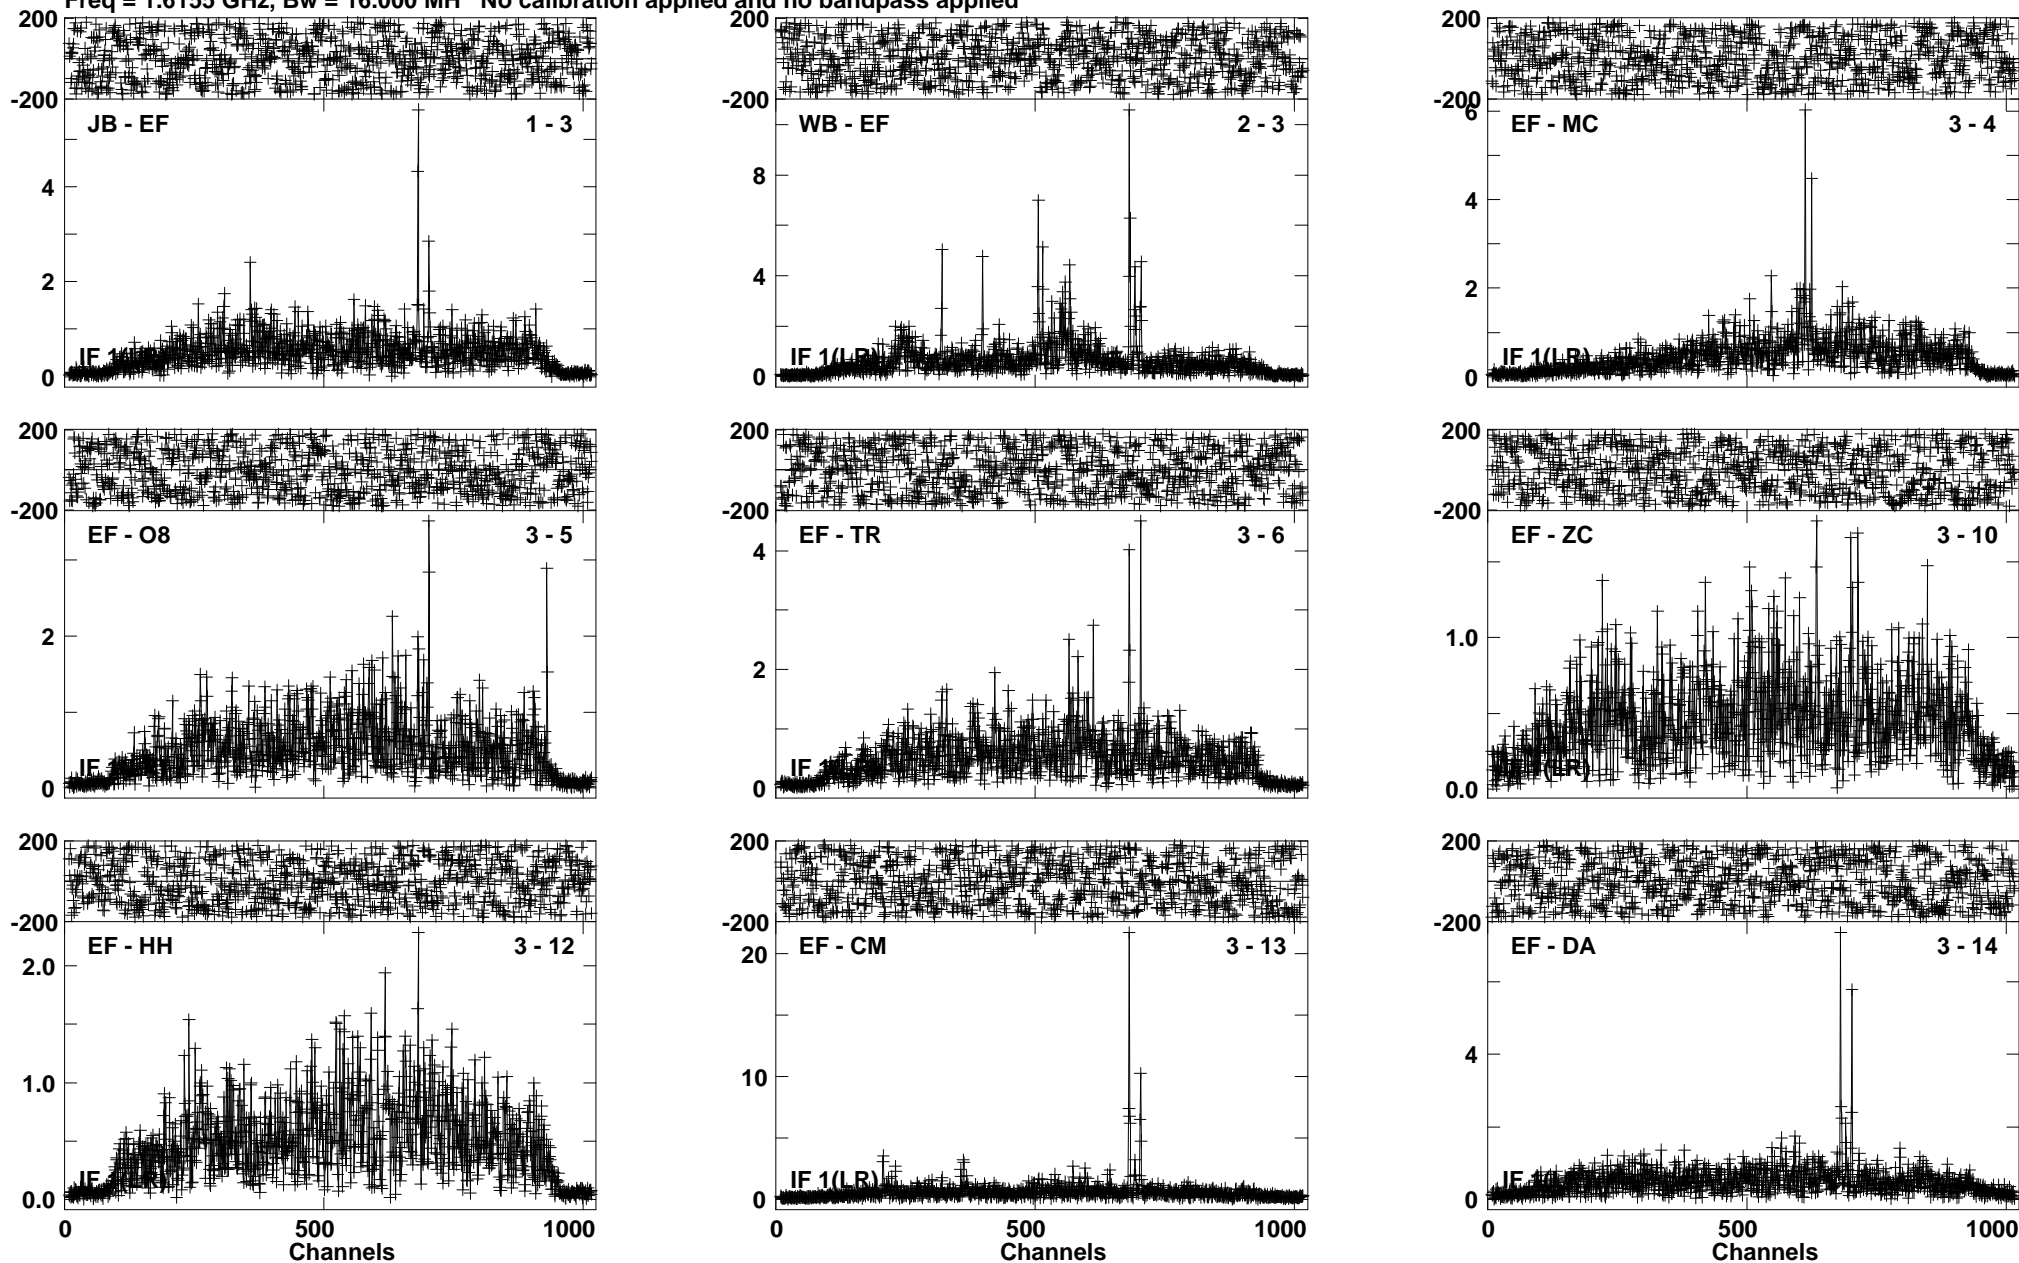 Freq = 1.6155 GHz, Bw = 16.000 MH No calibration applied and no bandpass applied
200
-200
JB - EF 1 - 3
4
2
0
IF 1
200
-200
WB - EF 2 - 3
8
4
0
IF 1(LR)
200
-200
6
EF - MC 3 - 4
4
2
0
IF 1(LR)
200
-200
EF - O8 3 - 5
2
0
IF
200
-200
EF - TR 3 - 6
4
2
0
IF 1
200
-200
EF - ZC 3 - 10
1.0
0.0
(LR)
200
-200
EF - HH 3 - 12
2.0
1.0
0.0
IF
0 500 1000
Channels
200
-200
EF - CM 3 - 13
20
10
0
IF 1(LR)
200
-200
EF - DA 3 - 14
4
0
IF
0 500 1000
Channels